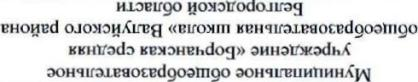 Муниципальное общеобразовательное
учреждение «Борчанская средняя
общеобразовательная школа» Валуйского района
Белгородской области